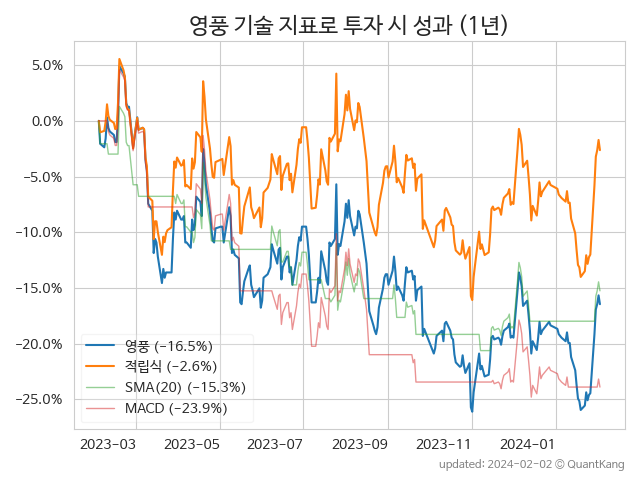 영풍 기술 지표로 투자 시 성과 (1년)
5.0%
0.0%
−5.0%
−10.0%
−15.0%
−20.0%
−25.0%
영풍 (−16.5%)
적립식 (−2.6%)
SMA(20) (−15.3%)
MACD (−23.9%)
2023-03 2023-05 2023-07 2023-09 2023-11 2024-01
updated: 2024-02-02 © QuantKang